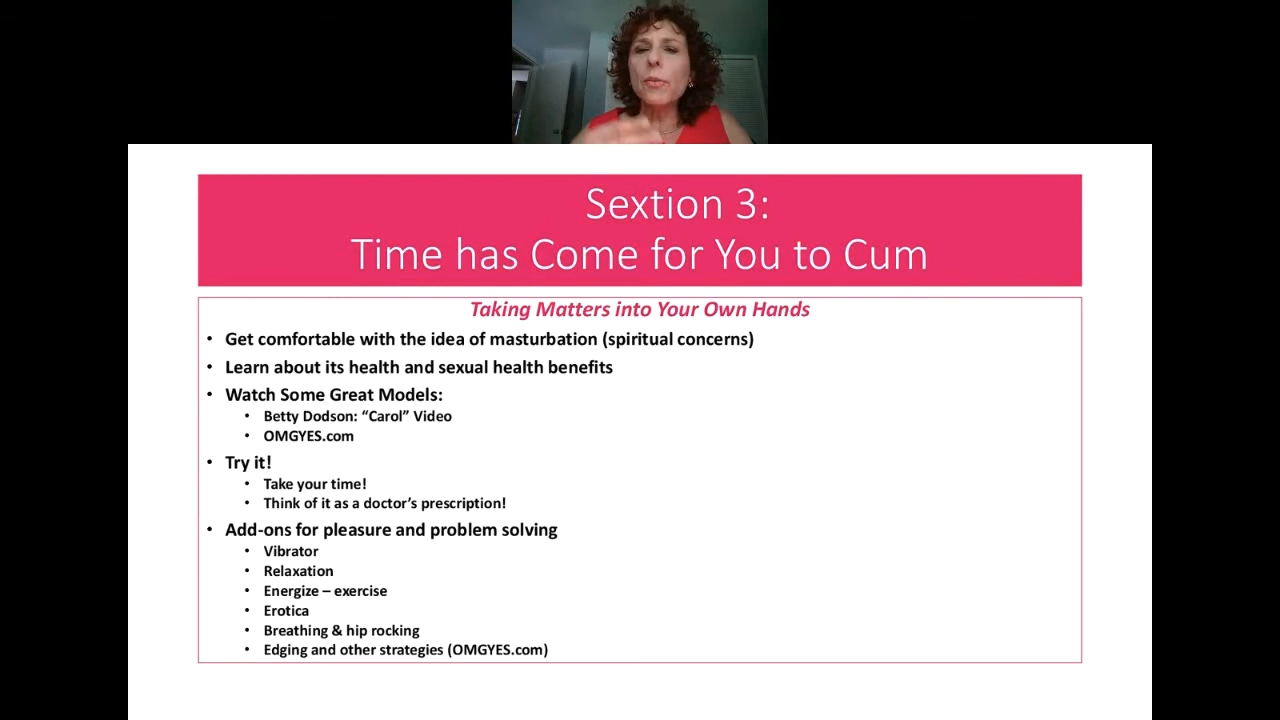 Sextion 3:
Time has Come for You to Cum
Taking Matters into Your Own Hands
• Get comfortable with the idea of masturbation (spiritual concerns)
• Learn about its health and sexual health benefits
• Watch Some Great Models:
• Betty Dodson: “Carol” Video
• OMGYES.com
• Try it!
• Take your time!
• Think of it as a doctor’s prescription!
• Add-ons for pleasure and problem solving
• Vibrator
• Relaxation
• Energize – exercise
• Erotica
• Breathing & hip rocking
• Edging and other strategies (OMGYES.com)